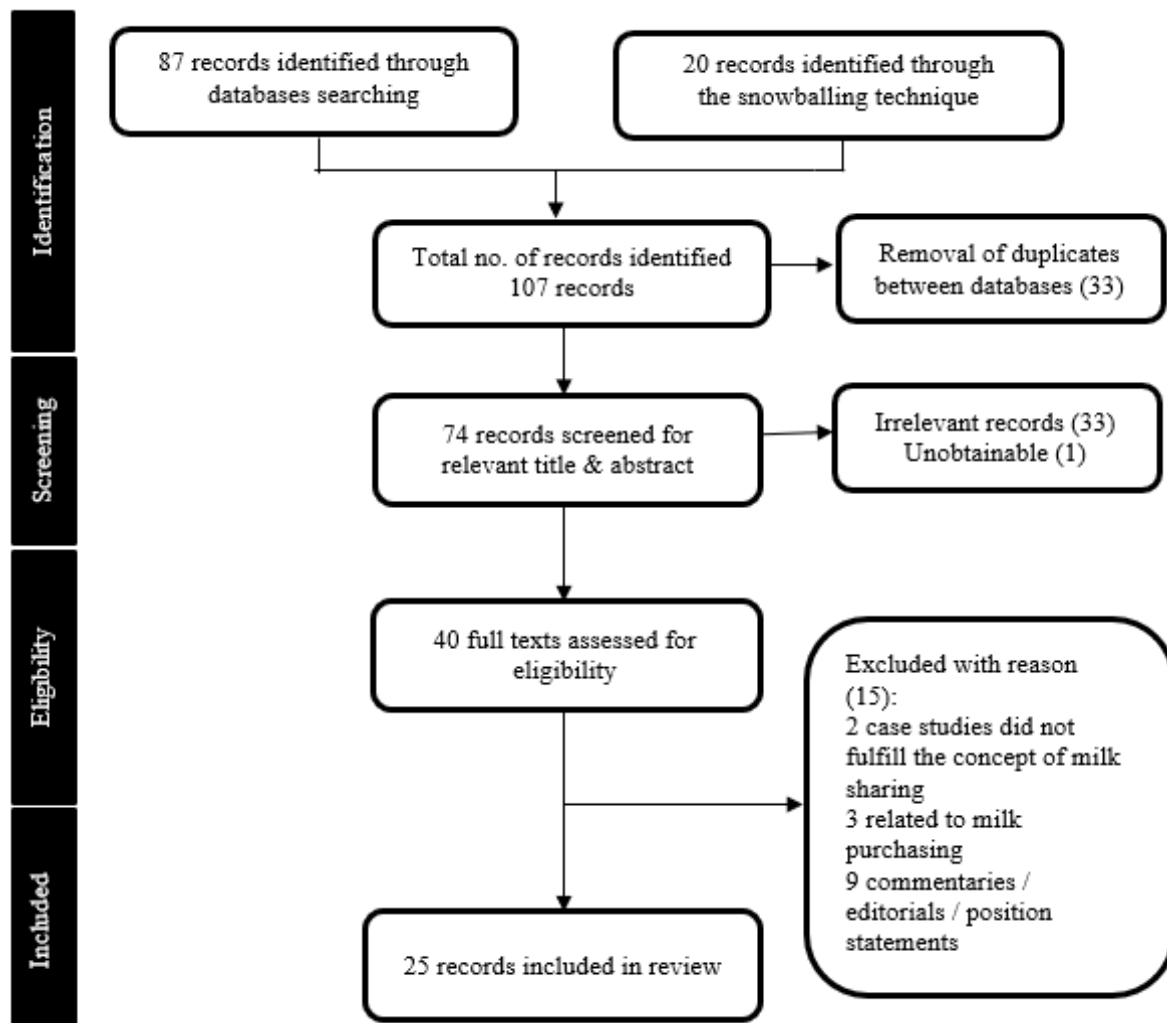 Identification
87 records identified through
databases searching
20 records identified through
the snowballing technique
Total no. of records identified
107 records
Removal of duplicates
between databases (33)
Screening
74 records screened for
relevant title & abstract
Irrelevant records (33)
Unobtainable (1)
Eligibility
40 full texts assessed for
eligibility
Excluded with reason
(15):
2 case studies did not
fulfill the concept of milk
sharing
3 related to milk
purchasing
9 commentaries /
editorials / position
statements
Included
25 records included in review